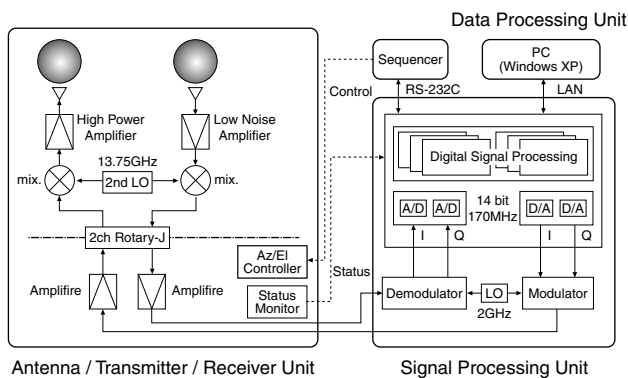 Data Processing Unit
Sequencer
PC
(Windows XP)
Control
RS-232C
LAN
High Power
Amplifier
Low Noise
Amplifier
13.75GHz
mix.
2nd LO
mix.
Digital Signal Processing
A/D
A/D
14 bit
170MHz
D/A
D/A
I
Q
I
Q
2ch Rotary-J
Az/El
Controller
Status
Amplifire
Amplifire
Status
Monitor
Demodulator
LO
2GHz
Modulator
Antenna / Transmitter / Receiver Unit
Signal Processing Unit